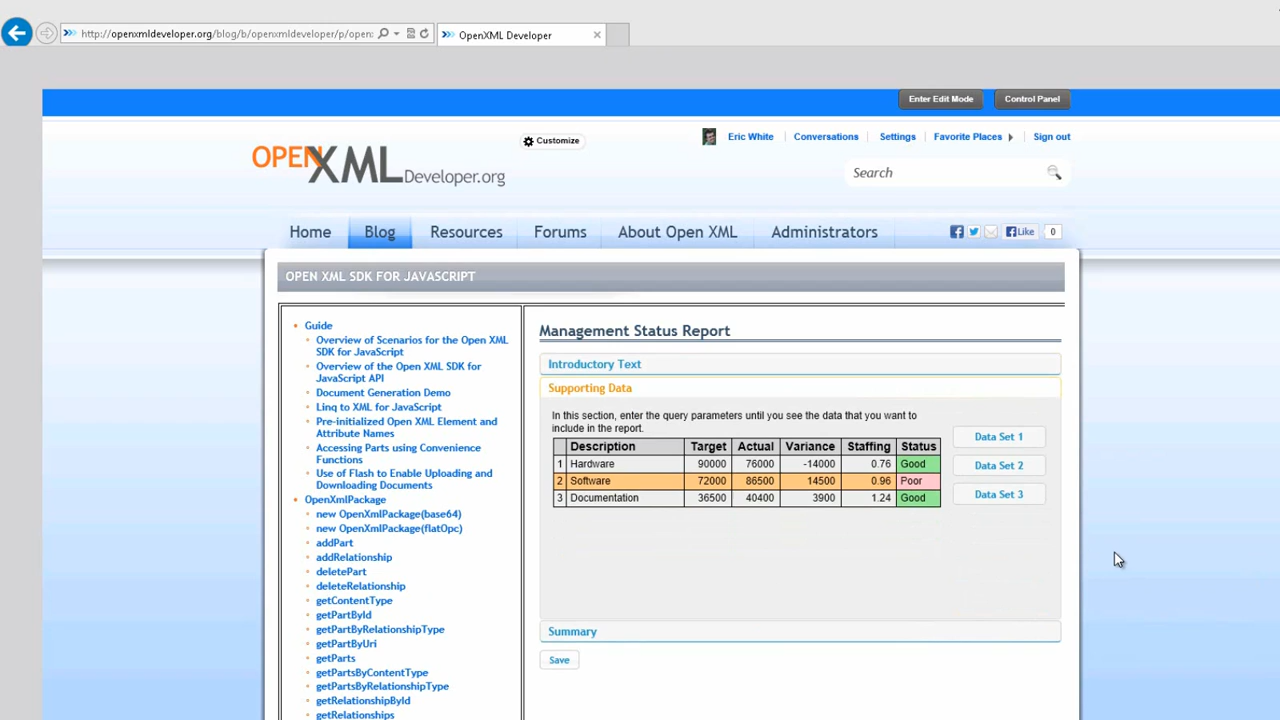 http://openxmldeveloper.org/blog/b/openxmldeveloper/p/open:
OpenXML Developer
Enter Edit Mode
Control Panel
Customize
Eric White
Conversations
Settings
Favorite Places
Sign out
OPENXMLDeveloper.org
Search
Home
Blog
Resources
Forums
About Open XML
Administrators
Like
0
OPEN XML SDK FOR JAVASCRIPT
Guide
Overview of Scenarios for the Open XML
SDK for JavaScript
Overview of the Open XML SDK for
JavaScript API
Document Generation Demo
Linq to XML for JavaScript
Pre-initialized Open XML Element and
Attribute Names
Accessing Parts using Convenience
Functions
Use of Flash to Enable Uploading and
Downloading Documents
OpenXmlPackage
new OpenXmlPackage(base64)
new OpenXmlPackage(flatOpc)
addPart
addRelationship
deletePart
deleteRelationship
getContentType
getPartById
getPartByRelationshipType
getPartByUri
getParts
getPartsByContentType
getPartsByRelationshipType
getRelationshipById
getRelationships
Management Status Report
Introductory Text
Supporting Data
In this section, enter the query parameters until you see the data that you want to
include in the report.
Description Target Actual Variance Staffing Status
1 Hardware 90000 76000 -14000 0.76 Good
2 Software 72000 86500 14500 0.96 Poor
3 Documentation 36500 40400 3900 1.24 Good
Data Set 1
Data Set 2
Data Set 3
Summary
Save